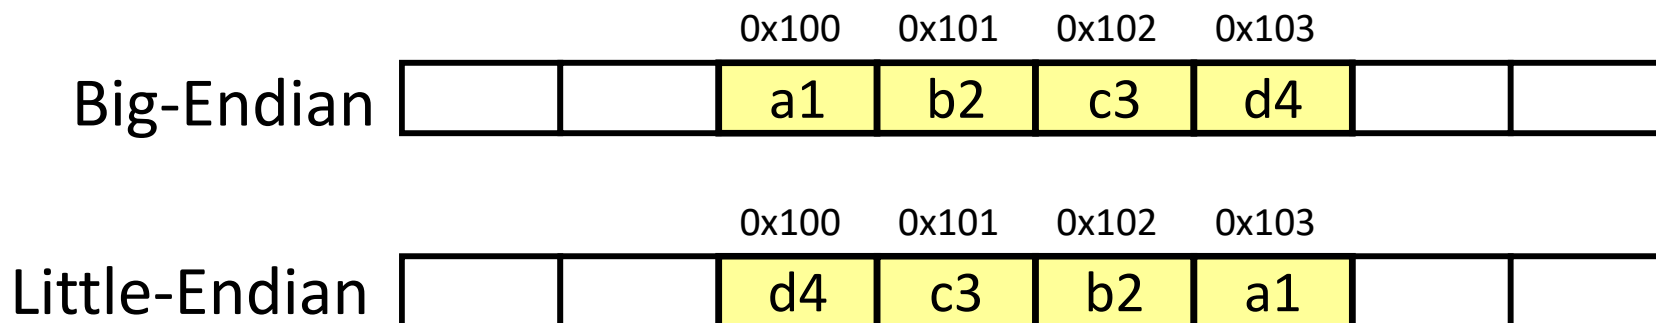 0x100 0x101 0x102 0x103
Big-Endian a1 b2 c3 d4
0x100 0x101 0x102 0x103
Little-Endian d4 c3 b2 a1